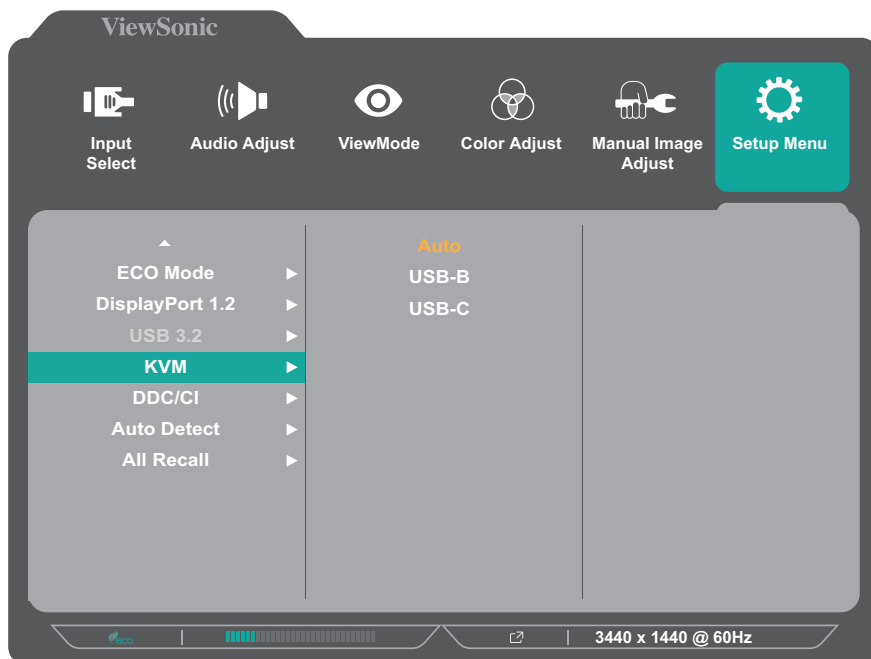 ViewSonic
Input
Select
Audio Adjust
ViewMode
Color Adjust
Manual Image
Adjust
Setup Menu
ECO Mode
DisplayPort 1.2
USB 3.2
KVM
DDC/CI
Auto Detect
All Recall
Auto
USB-B
USB-C
eco
3440 x 1440 @ 60Hz